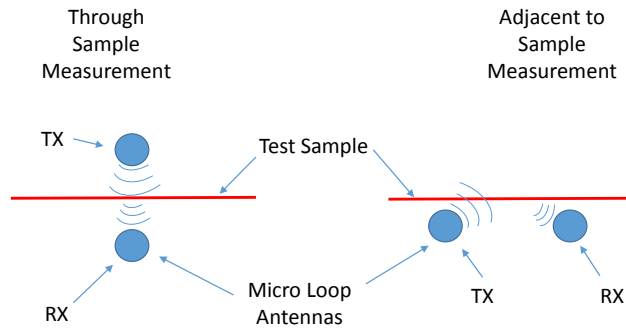 Through
Sample
Measurement
Adjacent to
Sample
Measurement
TX
Test Sample
RX
Micro Loop
Antennas
TX
RX